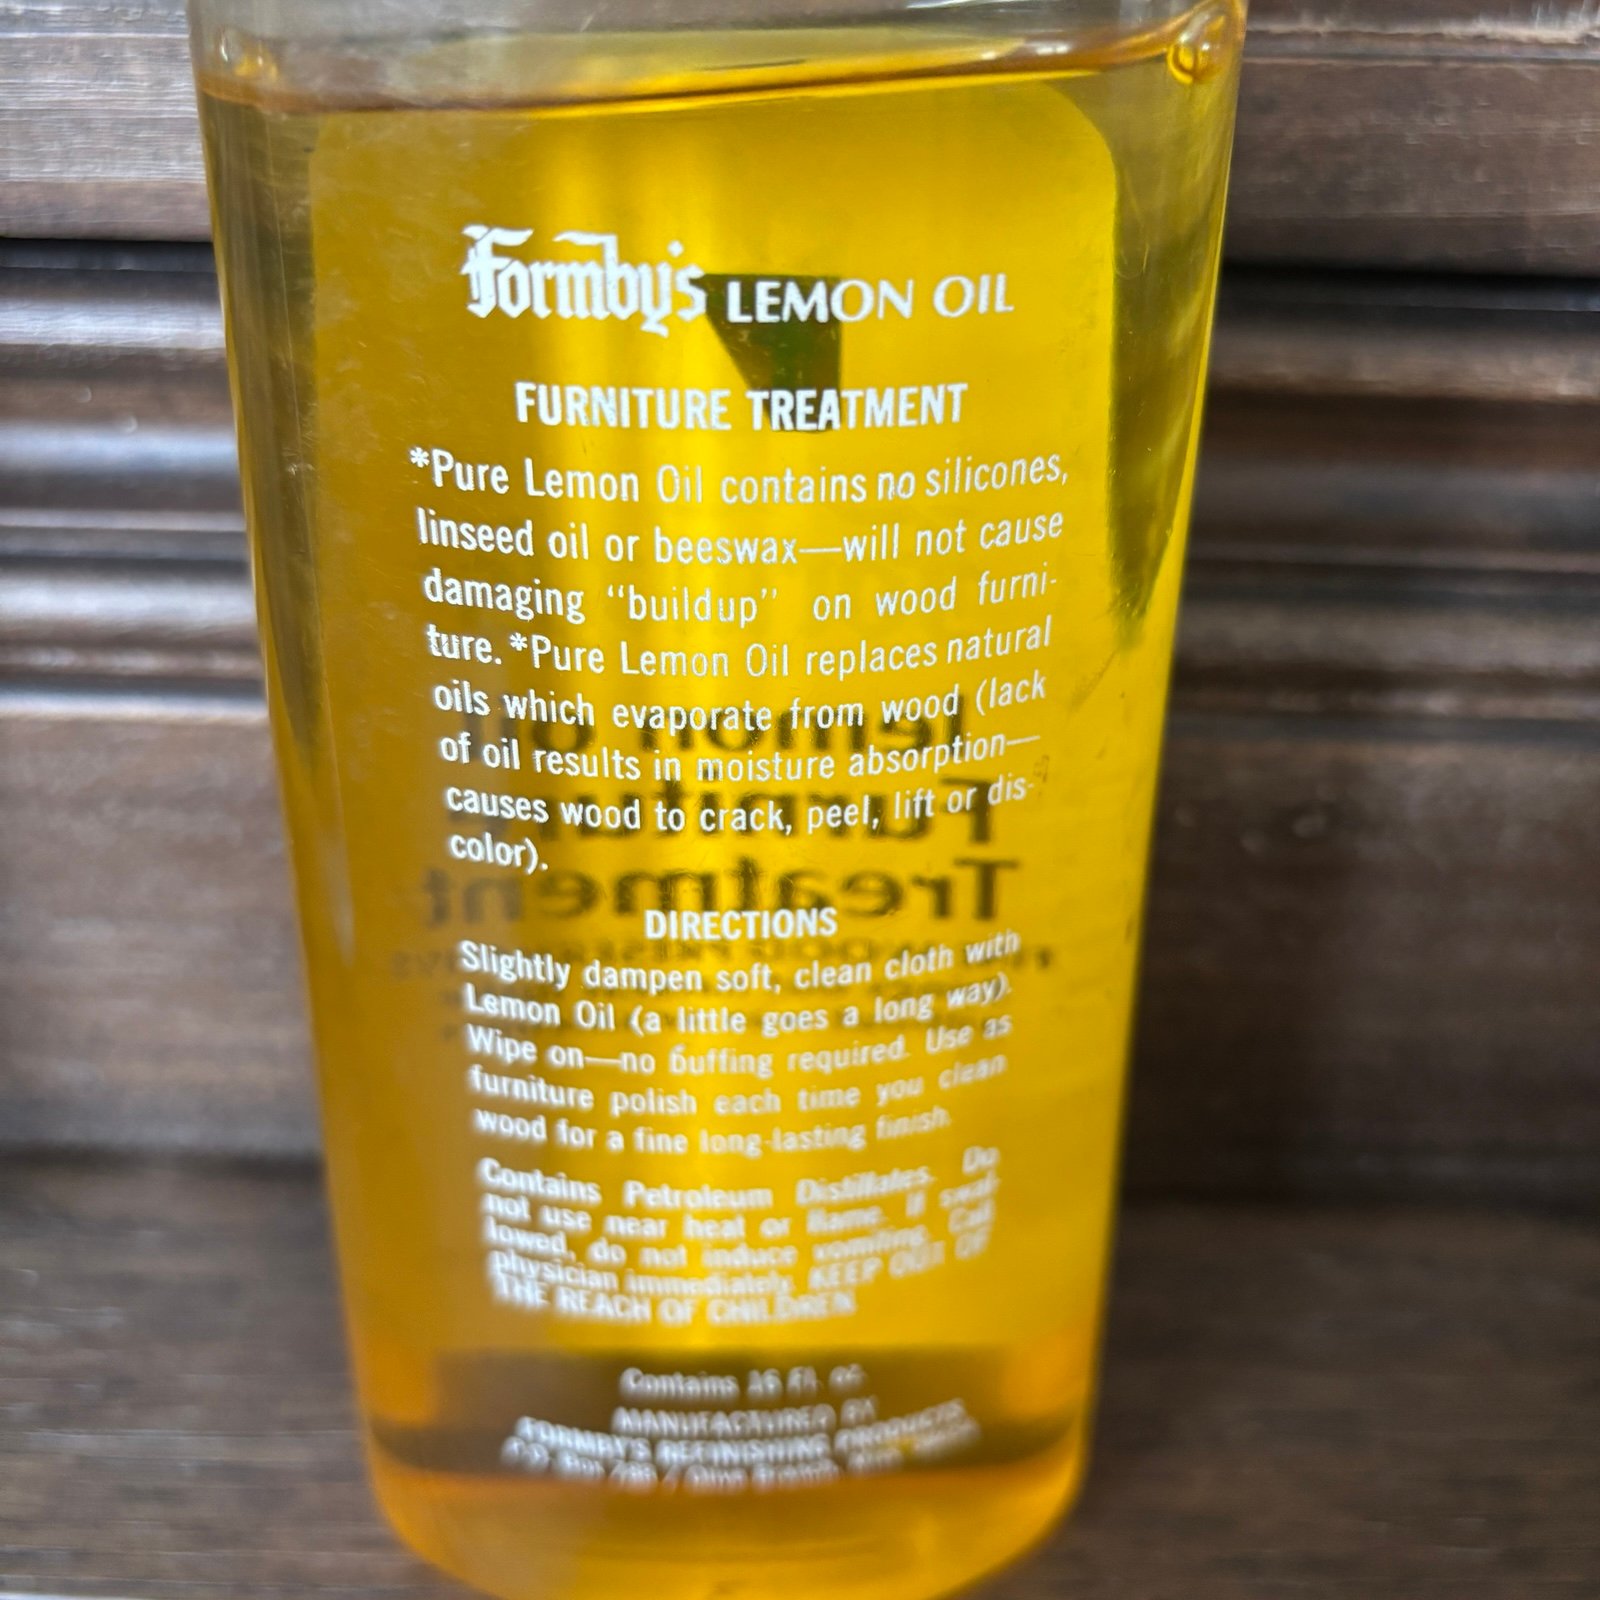 Formby's LEMON OIL
FURNITURE TREATMENT
*Pure Lemon Oil contains no silicones,
linseed oil or beeswax—will not cause
damaging "buildup" on wood furni-
ture. *Pure Lemon Oil replaces natural
oils which evaporate from wood (lack
of oil results in moisture absorption—
causes wood to crack, peel, lift or dis-
color).
DIRECTIONS
Slightly dampen soft, clean cloth with
Lemon Oil (a little goes a long way).
Wipe on—no buffing required. Use as
furniture polish each time you clean
wood for a fine long-lasting finish.
Contains Petroleum Distillates. Do
not use near heat or flame. If swal-
lowed, do not induce vomiting. Call
physician immediately. KEEP OUT OF
THE REACH OF CHILDREN
Contains 16 Fl. oz.
MANUFACTURED BY
FORMBY'S REFINISHING PRODUCTS
lemon oil
Furniture
Treatment